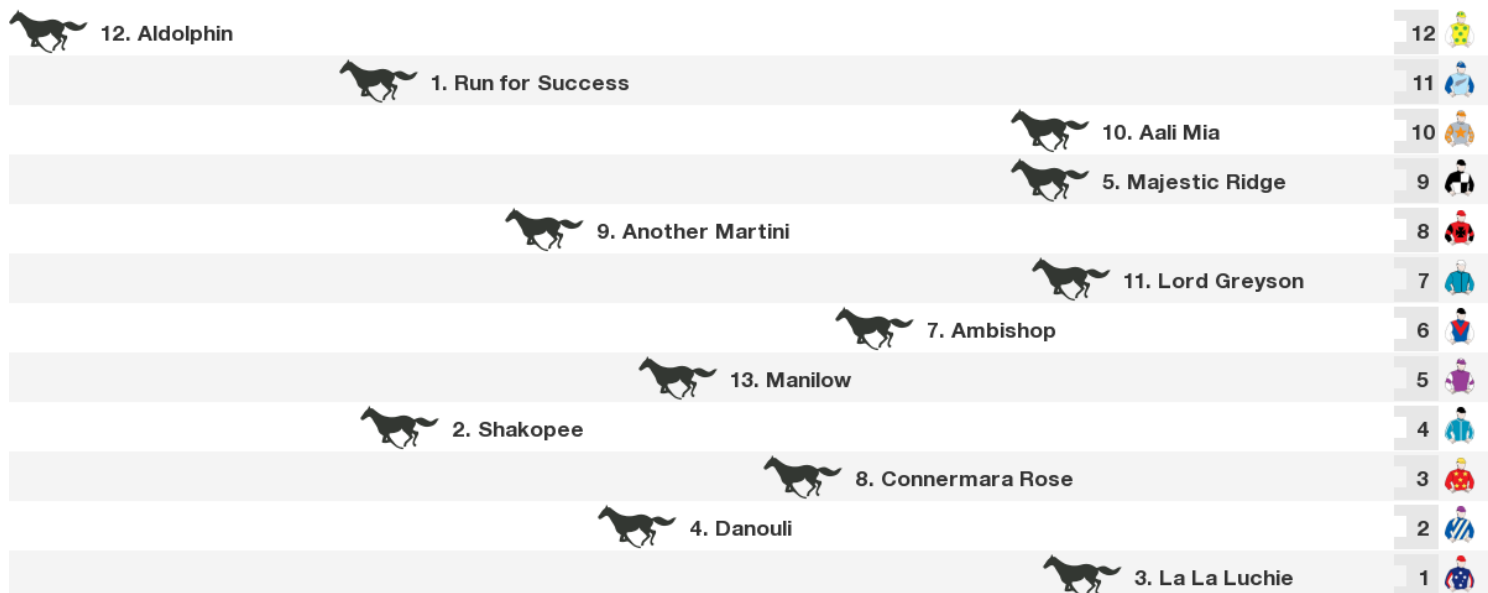 12. Aldolphin 12
1. Run for Success 11
10. Aali Mia 10
5. Majestic Ridge 9
9. Another Martini 8
11. Lord Greyson 7
7. Ambishop 6
13. Manilow 5
2. Shakopee 4
8. Connermara Rose 3
4. Danouli 2
3. La La Luchie 1